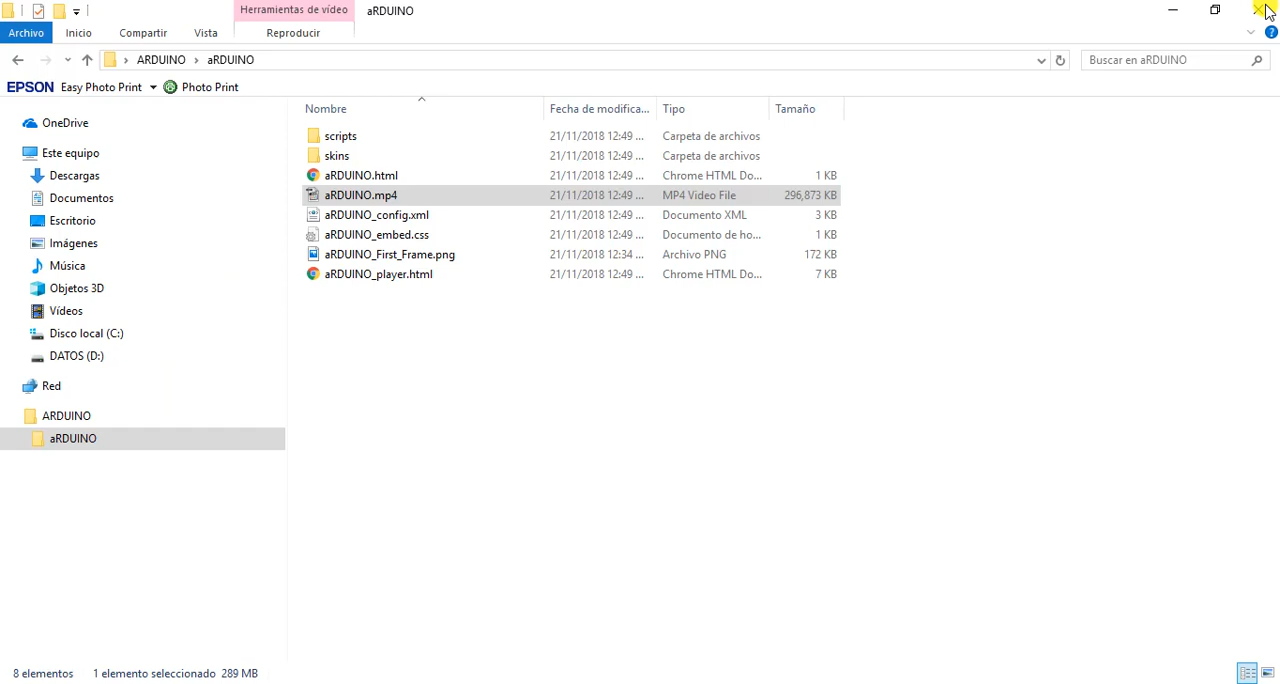 Herramientas de vídeo aRDUINO
Archivo Inicio Compartir Vista Reproducir
ARDUINO aRDUINO Buscar en aRDUINO
EPSON Easy Photo Print Photo Print
Nombre Fecha de modifica... Tipo Tamaño
scripts 21/11/2018 12:49 ... Carpeta de archivos
skins 21/11/2018 12:49 ... Carpeta de archivos
aRDUINO.html 21/11/2018 12:49 ... Chrome HTML Do... 1 KB
aRDUINO.mp4 21/11/2018 12:49 ... MP4 Video File 296,873 KB
aRDUINO_config.xml 21/11/2018 12:49 ... Documento XML 3 KB
aRDUINO_embed.css 21/11/2018 12:49 ... Documento de ho... 1 KB
aRDUINO_First_Frame.png 21/11/2018 12:34 ... Archivo PNG 172 KB
aRDUINO_player.html 21/11/2018 12:49 ... Chrome HTML Do... 7 KB
OneDrive
Este equipo
Descargas
Documentos
Escritorio
Imágenes
Música
Objetos 3D
Vídeos
Disco local (C:)
DATOS (D:)
Red
ARDUINO
aRDUINO
8 elementos 1 elemento seleccionado 289 MB